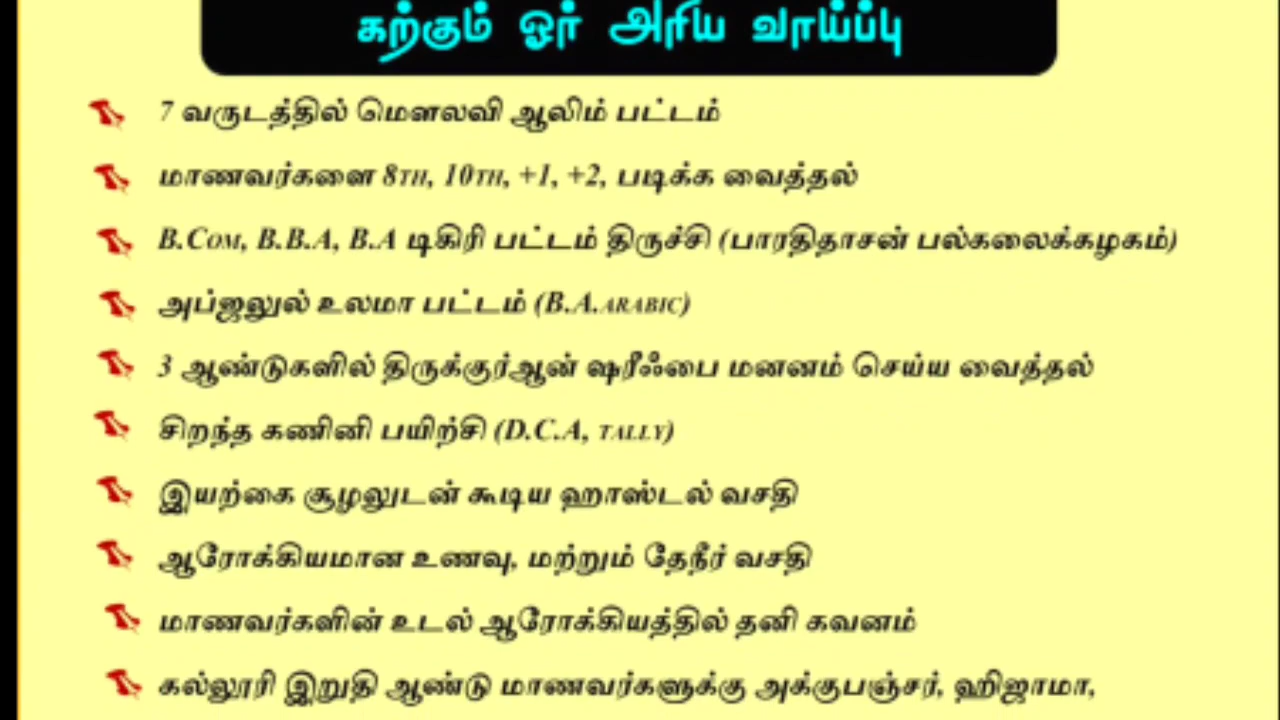 கற்கும் ஓர் அரிய வாய்ப்பு
7 வருடத்தில் மௌலவி ஆலிம் பட்டம்
மாணவர்களை 8TH, 10TH, +1, +2, படிக்க வைத்தல்
B.COM, B.B.A, B.A டிகிரி பட்டம் திருச்சி (பாரதிதாசன் பல்கலைக்கழகம்)
அப்ஜலுல் உலமா பட்டம் (B.A.ARABIC)
3 ஆண்டுகளில் திருக்குர்ஆன் ஷரீஃபை மனனம் செய்ய வைத்தல்
சிறந்த கணினி பயிற்சி (D.C.A, TALLY)
இயற்கை சூழலுடன் கூடிய ஹாஸ்டல் வசதி
ஆரோக்கியமான உணவு, மற்றும் தேநீர் வசதி
மாணவர்களின் உடல் ஆரோக்கியத்தில் தனி கவனம்
கல்லூரி இறுதி ஆண்டு மாணவர்களுக்கு அக்குபஞ்சர், ஹிஜாமா,